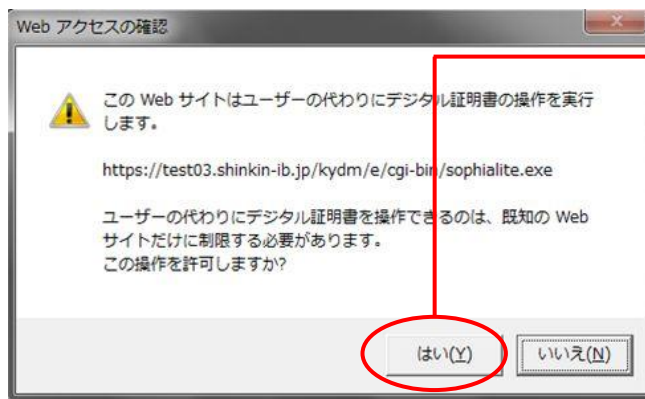 Web アクセスの確認
この Web サイトはユーザーの代わりにデジタル証明書の操作を実行
します。
https://test03.shinkin-ib.jp/kydm/e/cgi-bin/sophialite.exe
ユーザーの代わりにデジタル証明書を操作できるのは、既知の Web
サイトだけに制限する必要があります。
この操作を許可しますか?
はい(Y) いいえ(N)